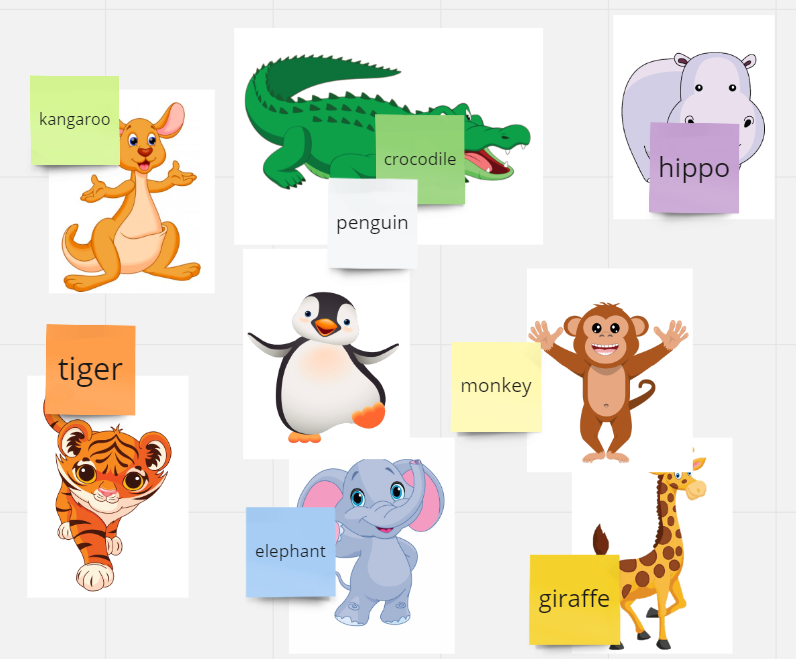 kangaroo
crocodile
hippo
penguin
tiger
monkey
elephant
giraffe